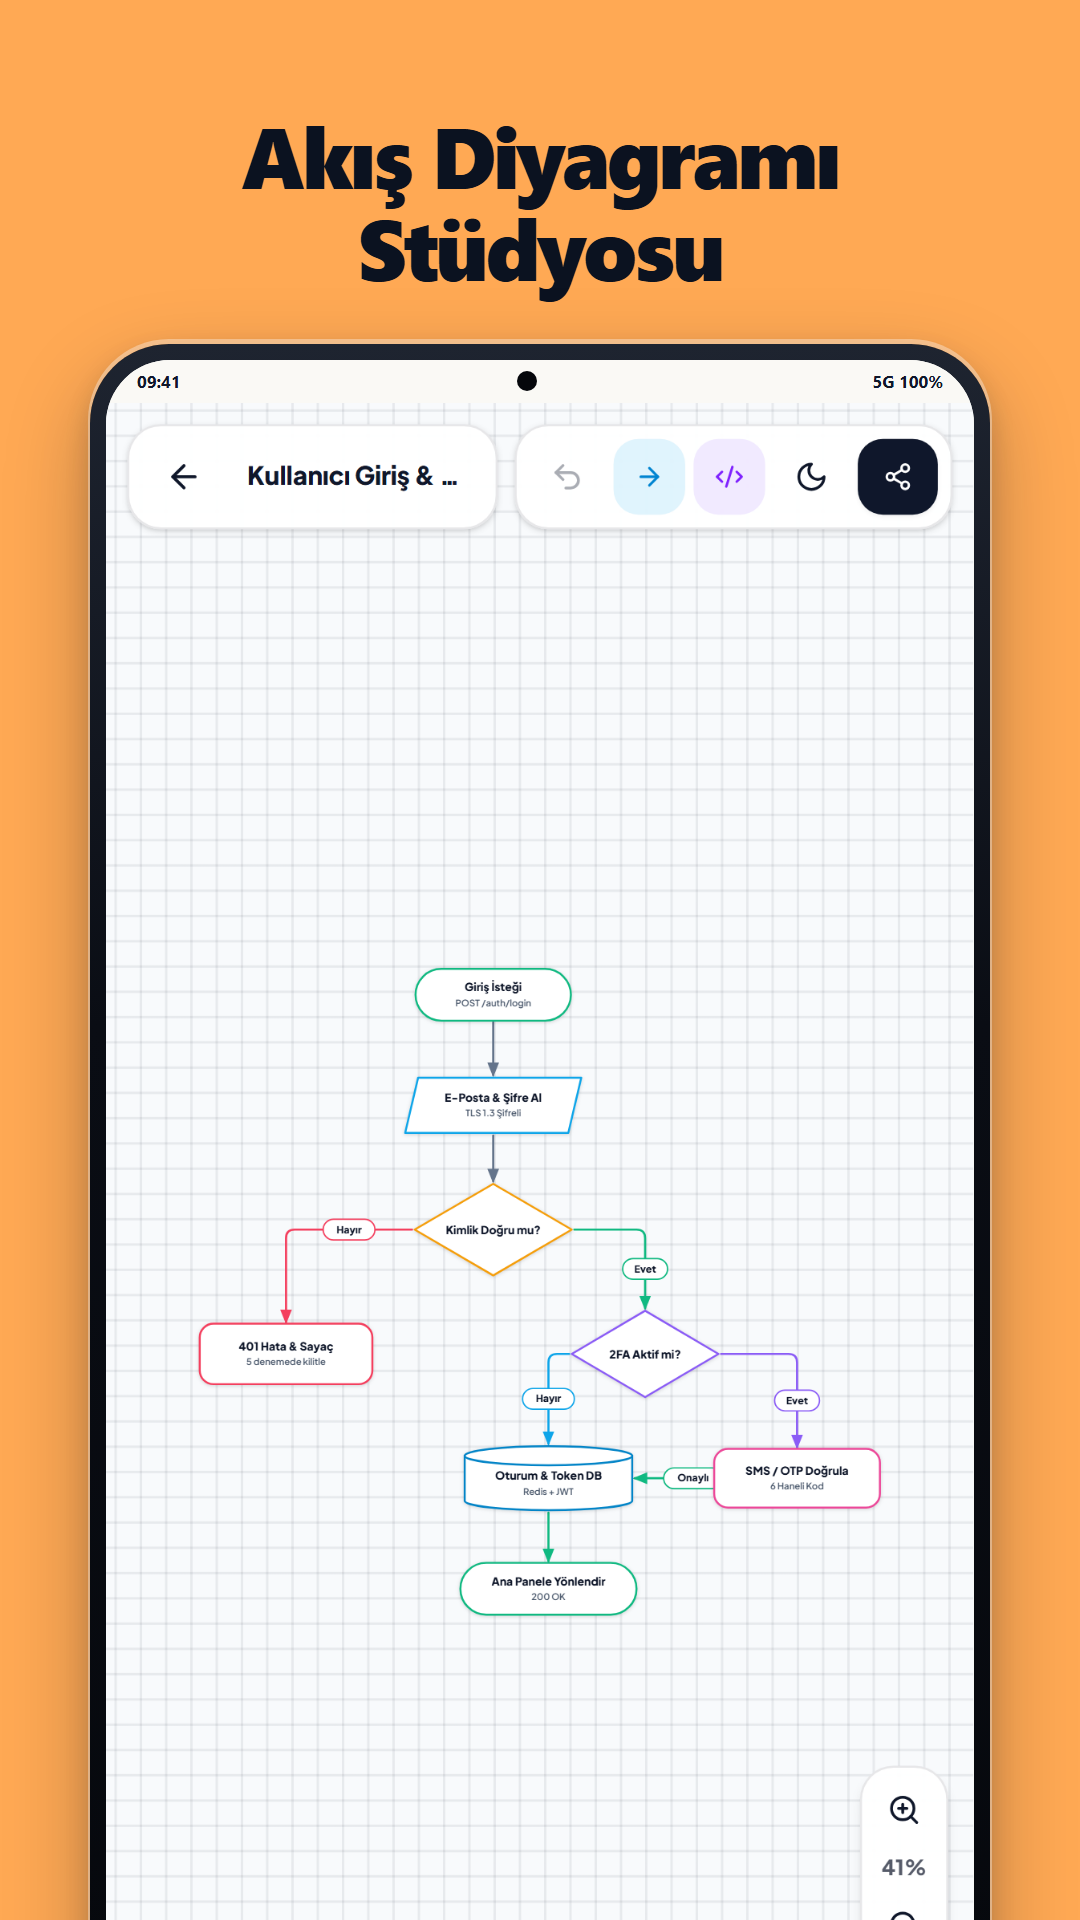 Akış Diyagramı
Stüdyosu
09:41
5G 100%
Kullanıcı Giriş & ...
Giriş İsteği
POST /auth/login
E-Posta & Şifre Al
TLS 1.3 Şifreli
Kimlik Doğru mu?
Hayır
Evet
401 Hata & Sayaç
5 denemede kilitle
2FA Aktif mi?
Hayır
Evet
Oturum & Token DB
Redis + JWT
Onaylı
SMS / OTP Doğrula
6 Haneli Kod
Ana Panele Yönlendir
200 OK
41%